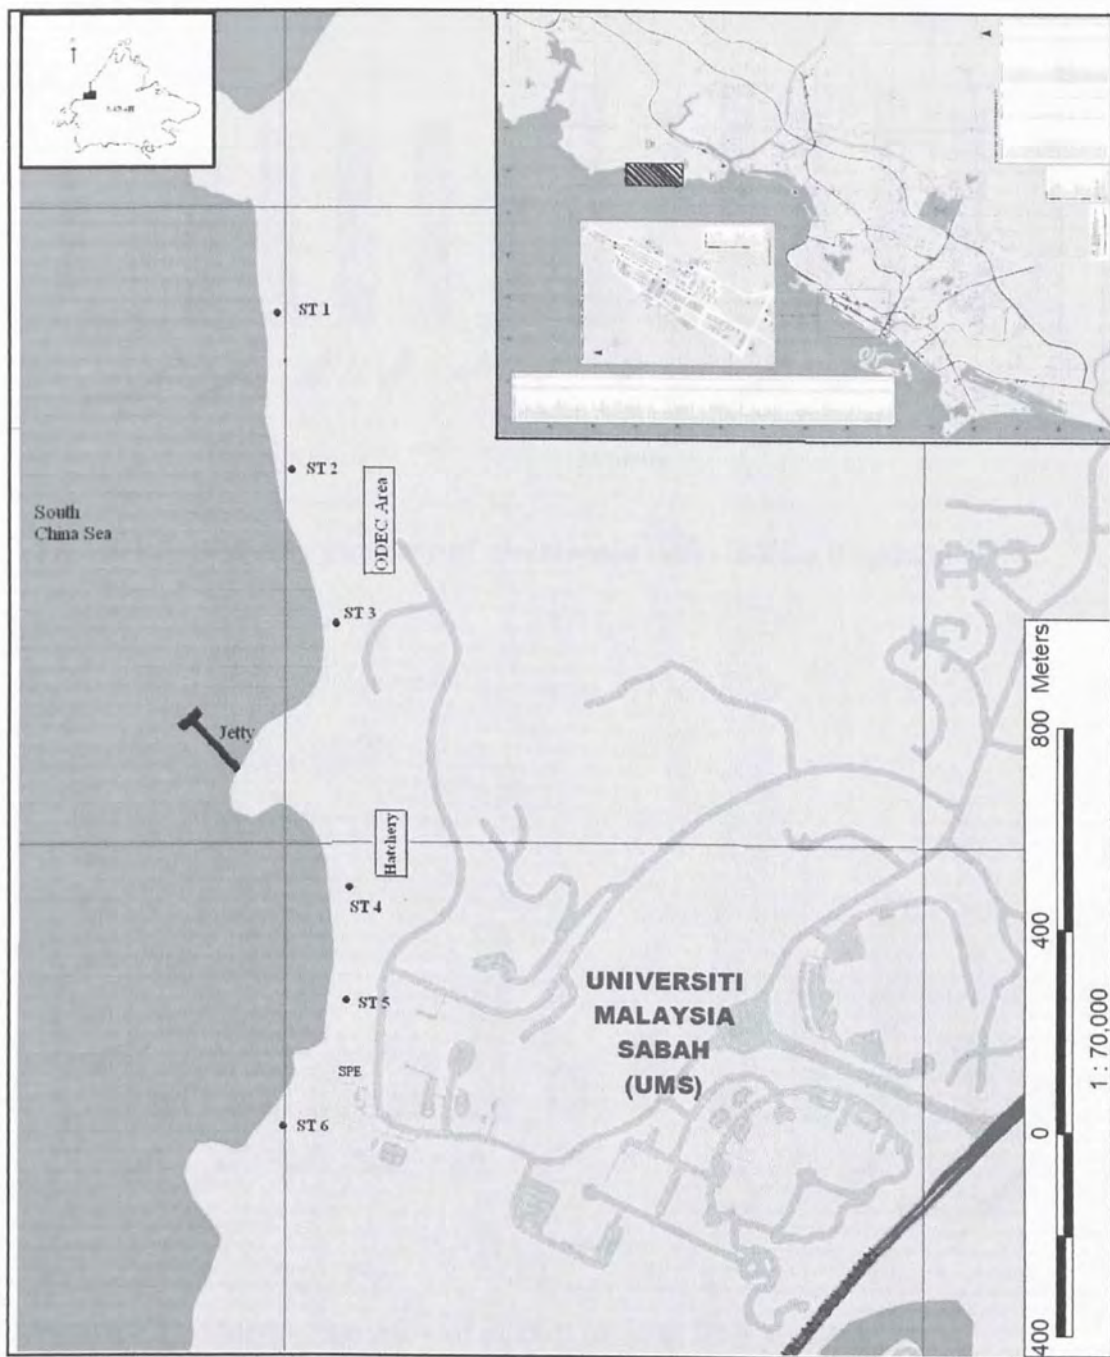 SABAH
ST 1
ST 2
ODEC Area
South
China Sea
ST 3
Jetty
Hatchery
ST 4
ST 5
SPE
ST 6
UNIVERSITI
MALAYSIA
SABAH
(UMS)
400 0 400 800 Meters
1 : 70,000